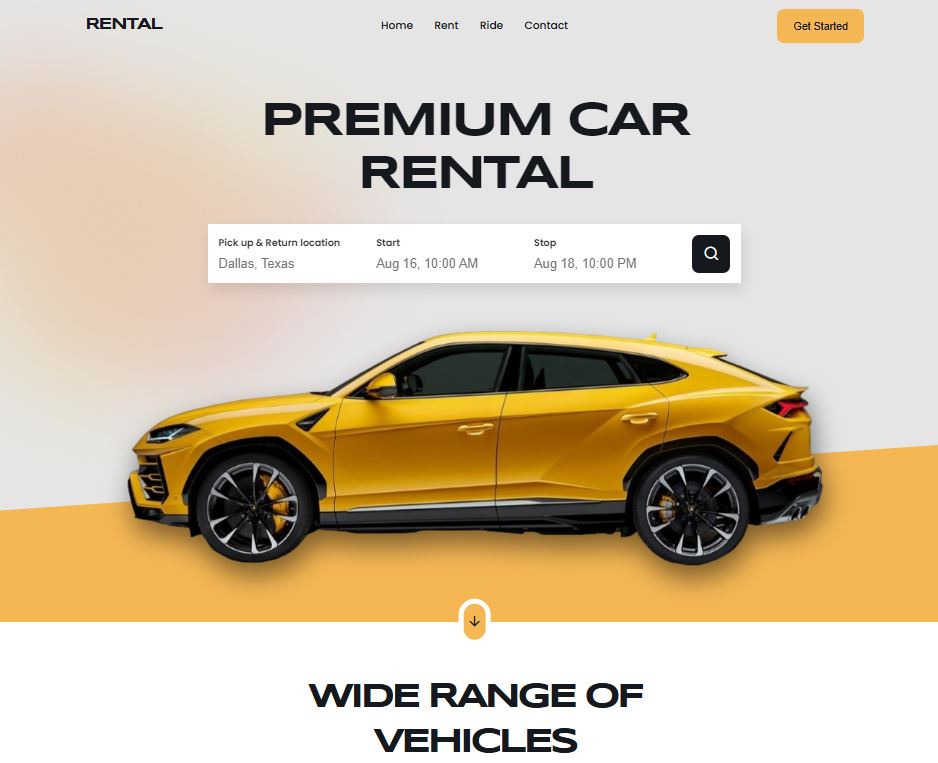 RENTAL
Home Rent Ride Contact
Get Started
PREMIUM CAR
RENTAL
Pick up & Return location Start Stop
Dallas, Texas Aug 16, 10:00 AM Aug 18, 10:00 PM
WIDE RANGE OF
VEHICLES